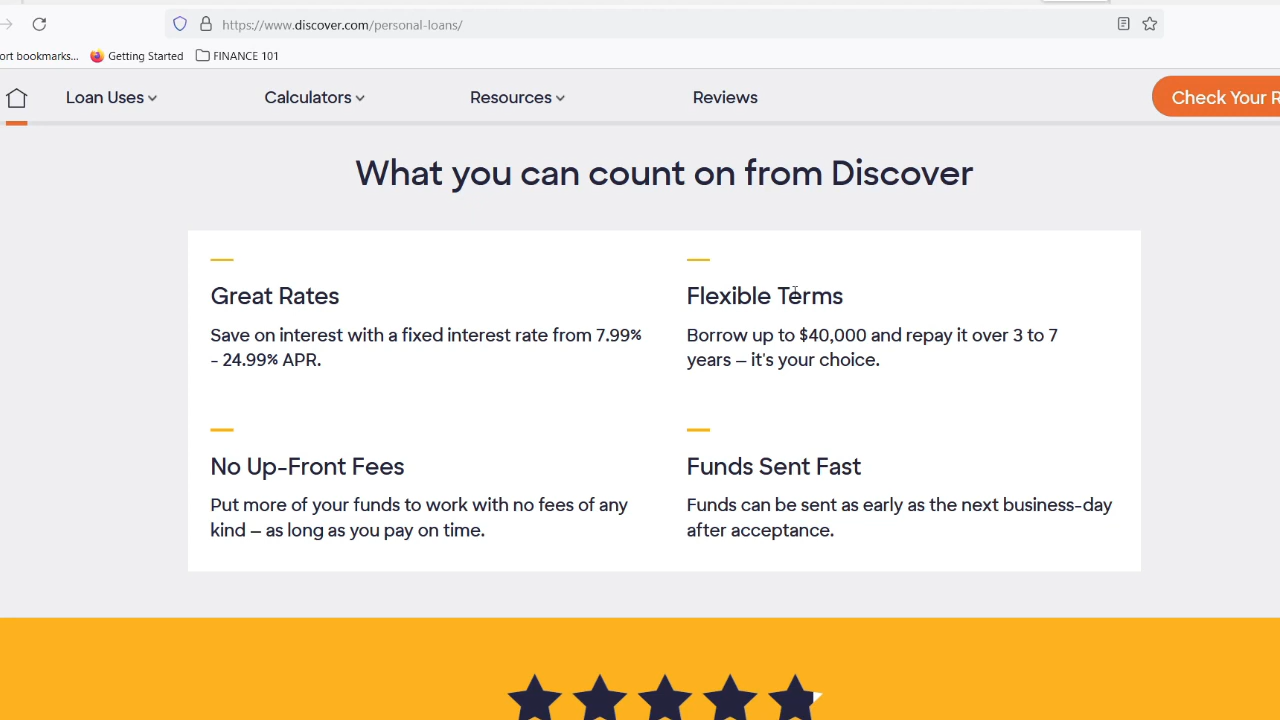 https://www.discover.com/personal-loans/
ort bookmarks...
Getting Started
FINANCE 101
Loan Uses
Calculators
Resources
Reviews
Check Your R
What you can count on from Discover
Great Rates
Save on interest with a fixed interest rate from 7.99%
- 24.99% APR.
Flexible Terms
Borrow up to $40,000 and repay it over 3 to 7
years – it's your choice.
No Up-Front Fees
Put more of your funds to work with no fees of any
kind – as long as you pay on time.
Funds Sent Fast
Funds can be sent as early as the next business-day
after acceptance.